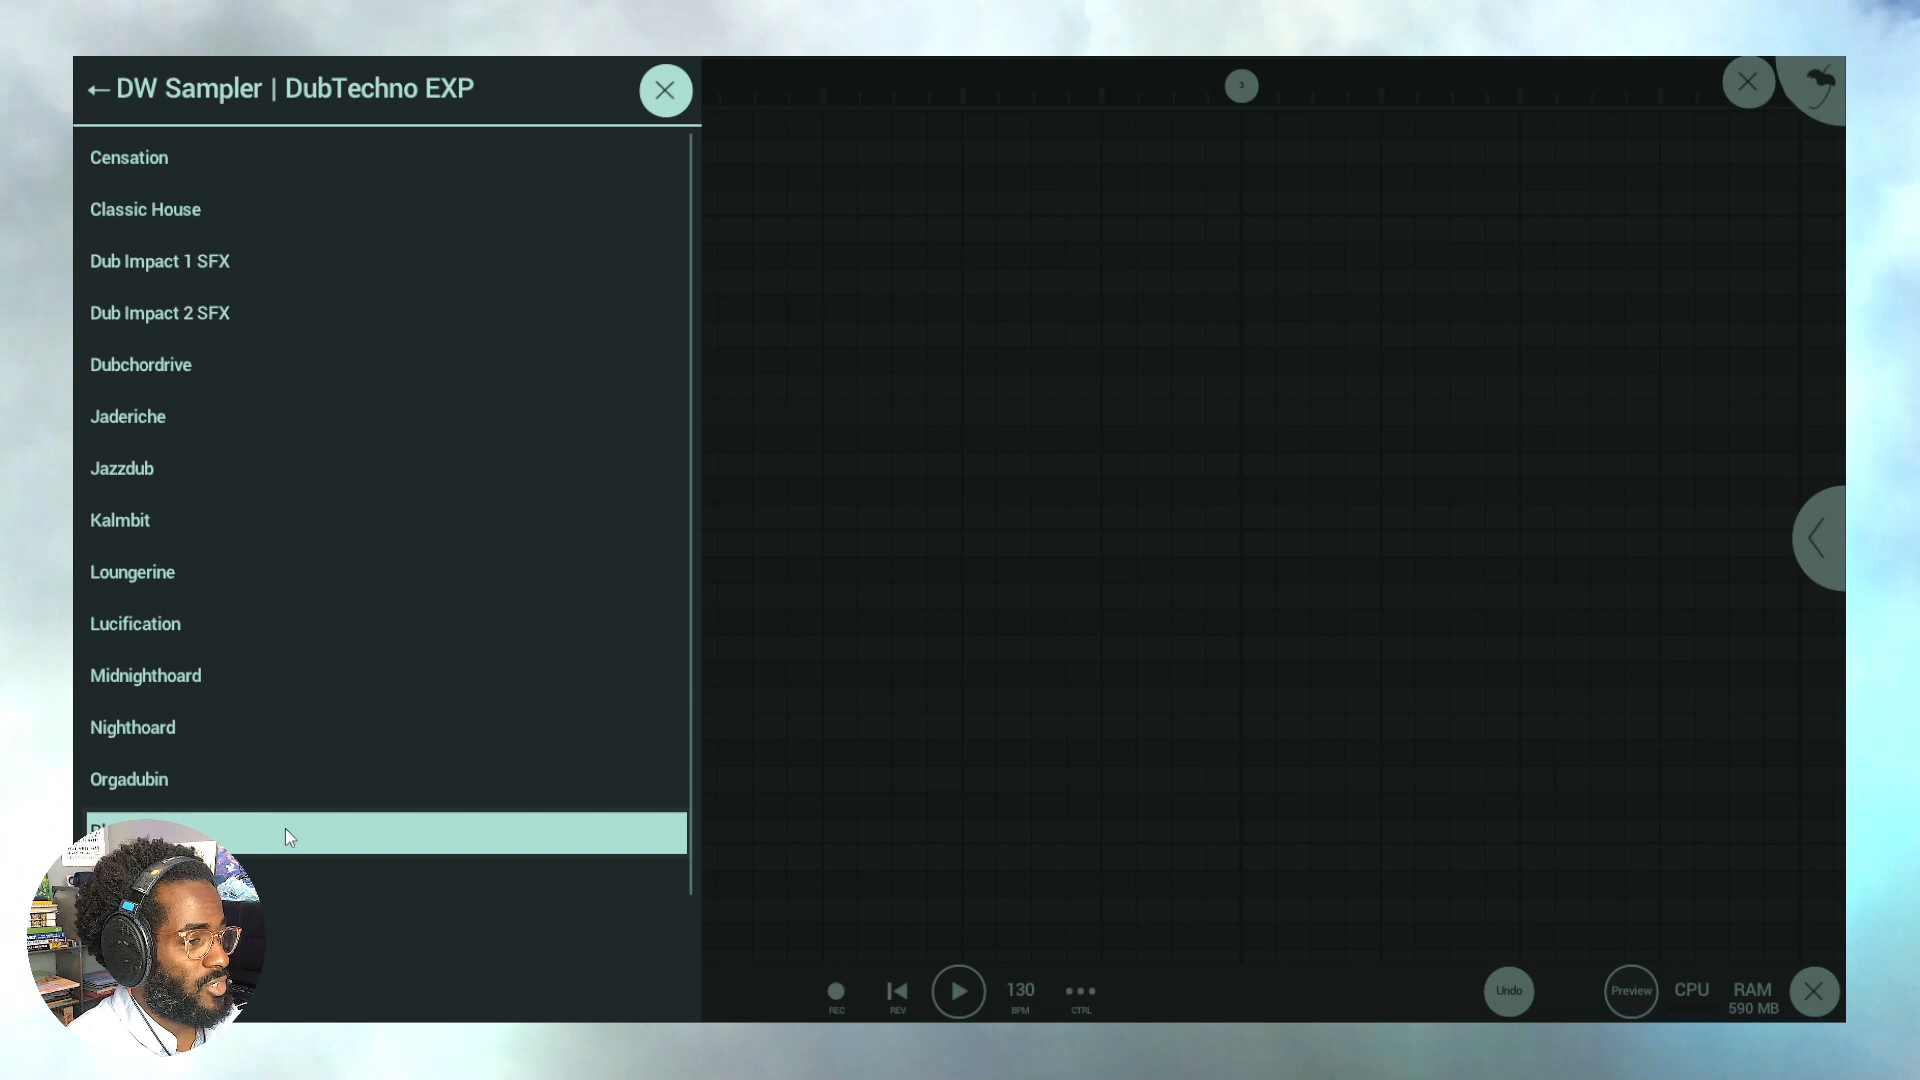 ← DW Sampler | DubTechno EXP
3
Censation
Classic House
Dub Impact 1 SFX
Dub Impact 2 SFX
Dubchordrive
Jaderiche
Jazzdub
Kalmbit
Loungerine
Lucification
Midnighthoard
Nighthoard
Orgadubin
REC
REV
130
BPM
CTRL
Undo
Preview
CPU
RAM
590 MB